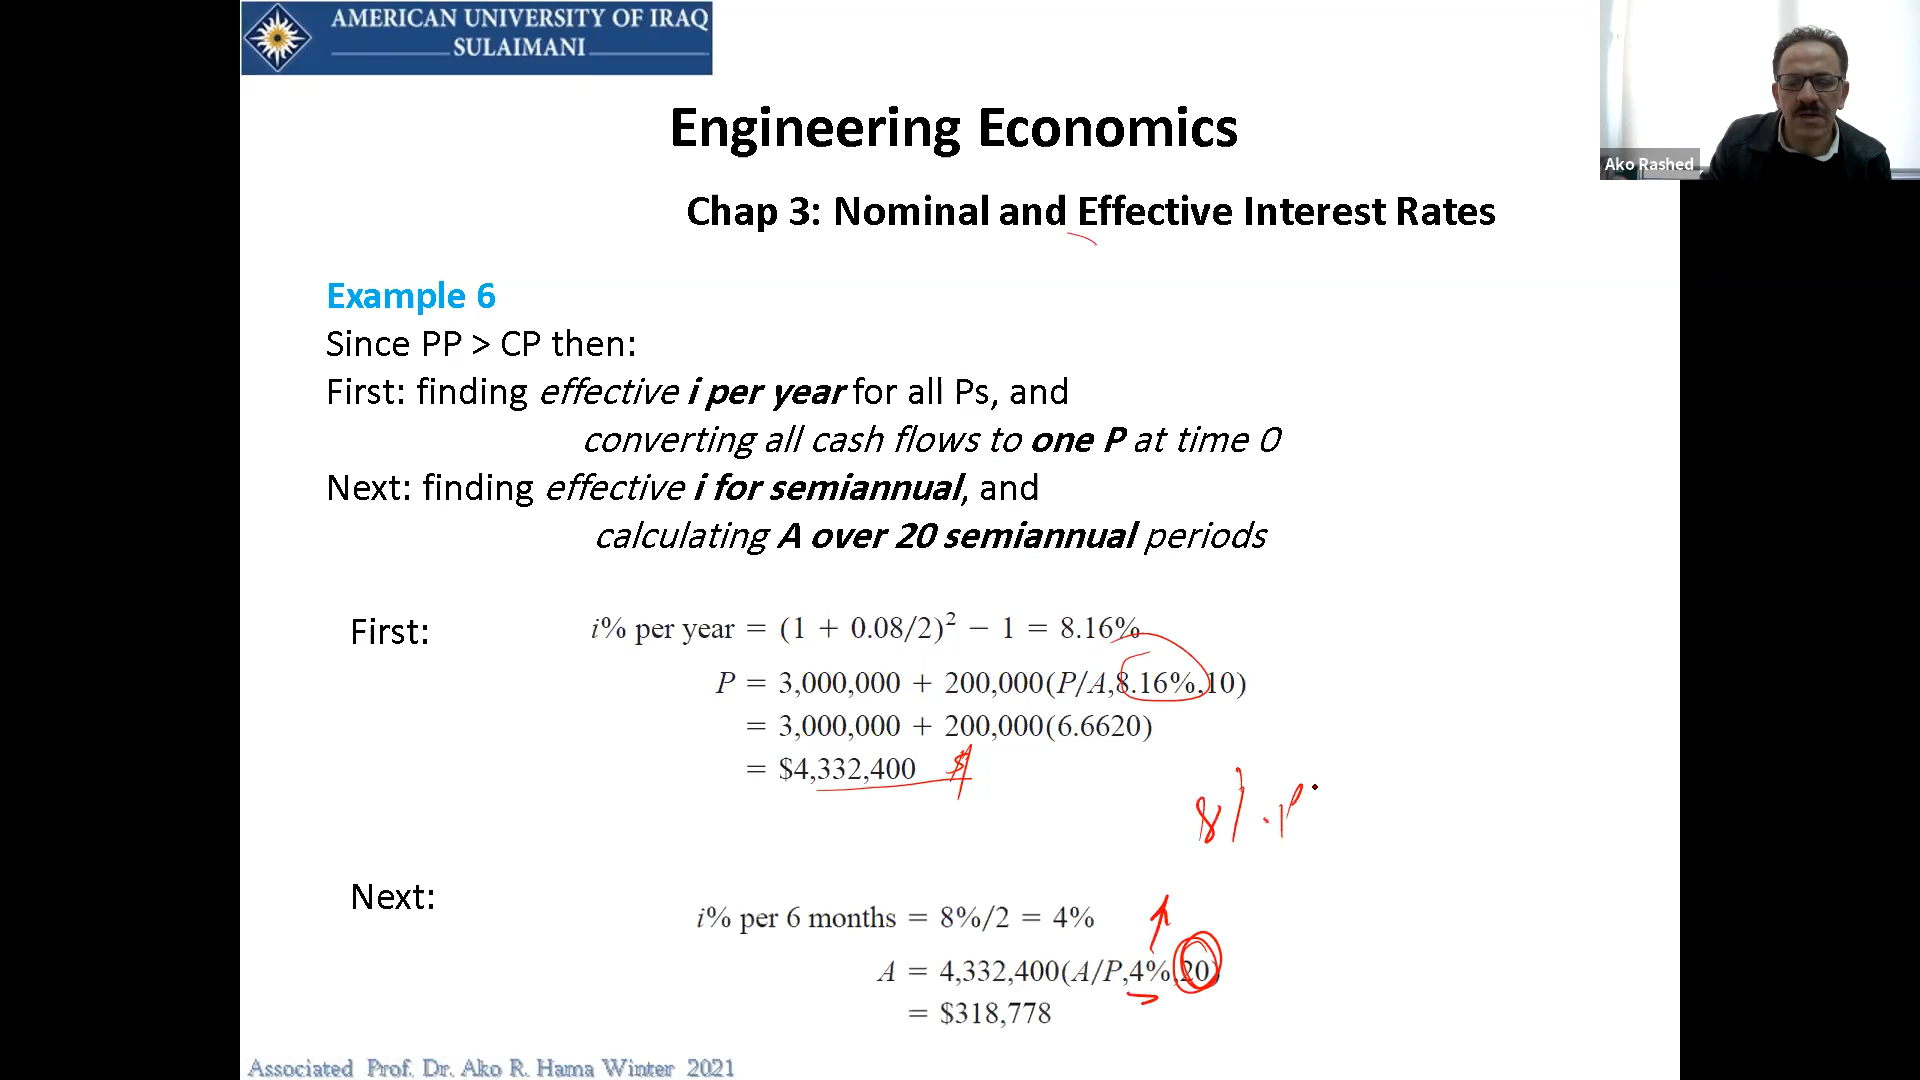 AMERICAN UNIVERSITY OF IRAQ
SULAIMANI
Ako Rashed
Engineering Economics
Chap 3: Nominal and Effective Interest Rates
Example 6
Since PP > CP then:
First: finding effective i per year for all Ps, and
converting all cash flows to one P at time 0
Next: finding effective i for semiannual, and
calculating A over 20 semiannual periods
First:
i% per year = (1 + 0.08/2)² − 1 = 8.16%
P = 3,000,000 + 200,000(P/A,8.16%,10)
= 3,000,000 + 200,000(6.6620)
= $4,332,400 $
8%
Next:
i% per 6 months = 8%/2 = 4%
A = 4,332,400(A/P,4%,20)
= $318,778
Associated Prof. Dr. Ako R. Hama Winter 2021